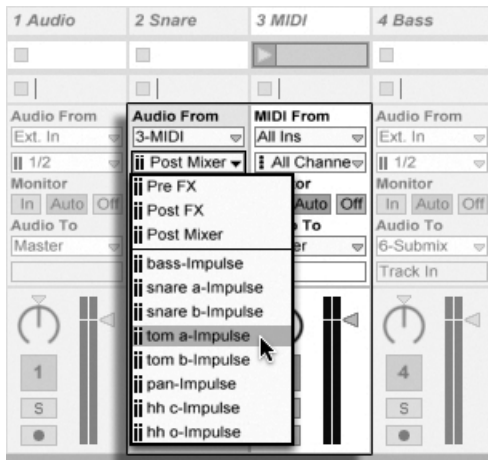 1 Audio 2 Snare 3 MIDI 4 Bass
Audio From Audio From MIDI From Audio From
Ext. In 3-MIDI All Ins Ext. In
1/2 Post Mixer All Channe 1/2
Monitor or Monitor
In Auto Off Auto Off In Auto Off
Audio To To Audio To
Master er 6-Submix
Track In
Pre FX
Post FX
Post Mixer
bass-Impulse
snare a-Impulse
snare b-Impulse
tom a-Impulse
tom b-Impulse
pan-Impulse
hh c-Impulse
hh o-Impulse
1 4
S S